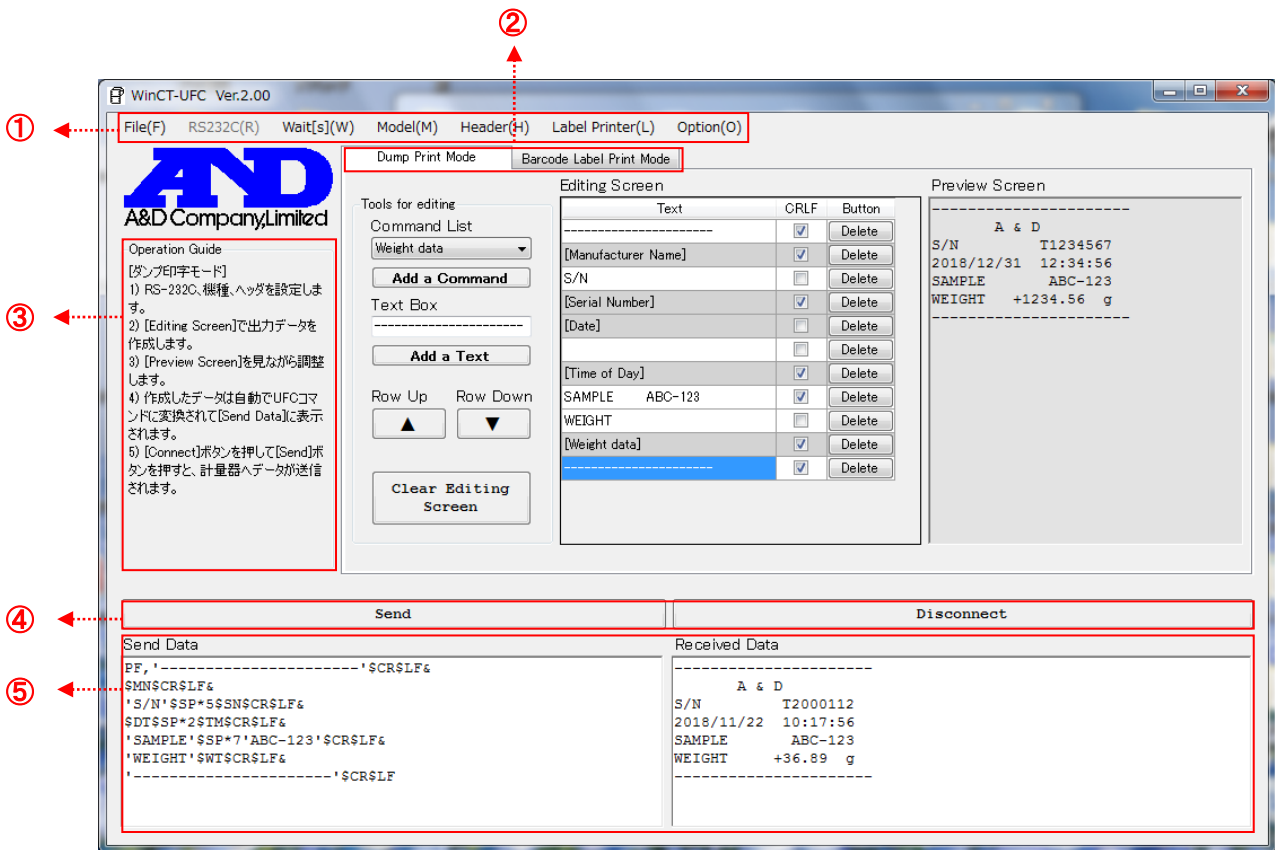 ②
WinCT-UFC Ver.2.00
①
File(F) RS232C(R) Wait[s](W) Model(M) Header(H) Label Printer(L) Option(O)
AND
A&D Company,Limited
Dump Print Mode Barcode Label Print Mode
③
Operation Guide
[ダンプ印字モード]
1) RS-232C、機種、ヘッダを設定しま
す。
2) [Editing Screen]で出力データを
作成します。
3) [Preview Screen]を見ながら調整
します。
4) 作成したデータは自動でUFCコマ
ンドに変換されて[Send Data]に表示
されます。
5) [Connect]ボタンを押して[Send]ボ
タンを押すと、計量器へデータが送信
されます。
Tools for editing
Command List
Weight data
Add a Command
Text Box
----------------------
Add a Text
Row Up Row Down
▲ ▼
Clear Editing
Screen
Editing Screen
Text CRLF Button
---------------------- Delete
[Manufacturer Name] Delete
S/N Delete
[Serial Number] Delete
[Date] Delete
Delete
[Time of Day] Delete
SAMPLE ABC-123 Delete
WEIGHT Delete
[Weight data] Delete
---------------------- Delete
Preview Screen
----------------------
A & D
S/N T1234567
2018/12/31 12:34:56
SAMPLE ABC-123
WEIGHT +1234.56 g
----------------------
④
Send Disconnect
⑤
Send Data
PF,'----------------------'$CR$LF&
$MN$CR$LF&
'S/N'$SP*5$SN$CR$LF&
$DT$SP*2$TM$CR$LF&
'SAMPLE'$SP*7'ABC-123'$CR$LF&
'WEIGHT'$WT$CR$LF&
'----------------------'$CR$LF
Received Data
----------------------
A & D
S/N T2000112
2018/11/22 10:17:56
SAMPLE ABC-123
WEIGHT +36.89 g
----------------------